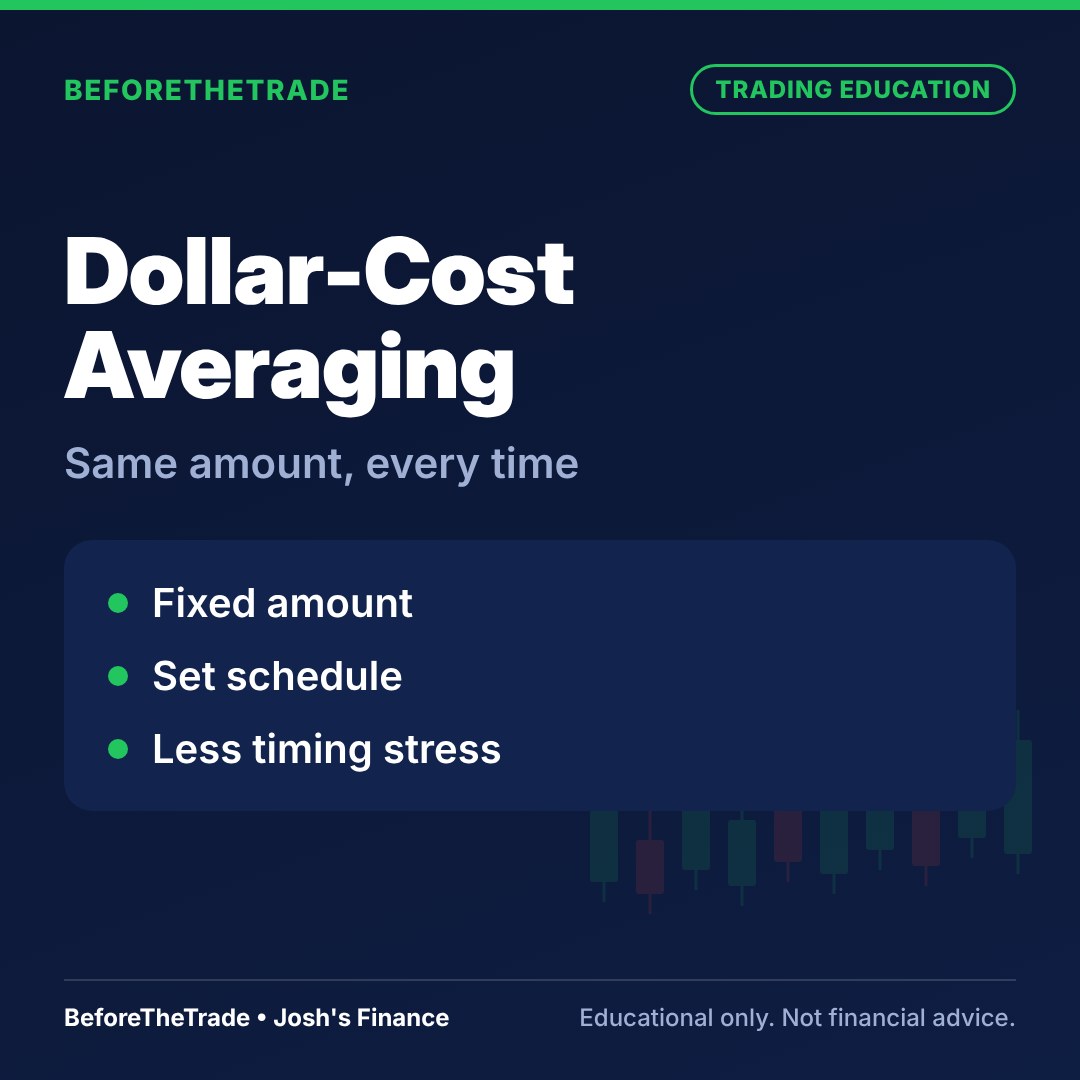 BEFORETHETRADE
TRADING EDUCATION
Dollar-Cost
Averaging
Same amount, every time
Fixed amount
Set schedule
Less timing stress
BeforeTheTrade • Josh's Finance
Educational only. Not financial advice.